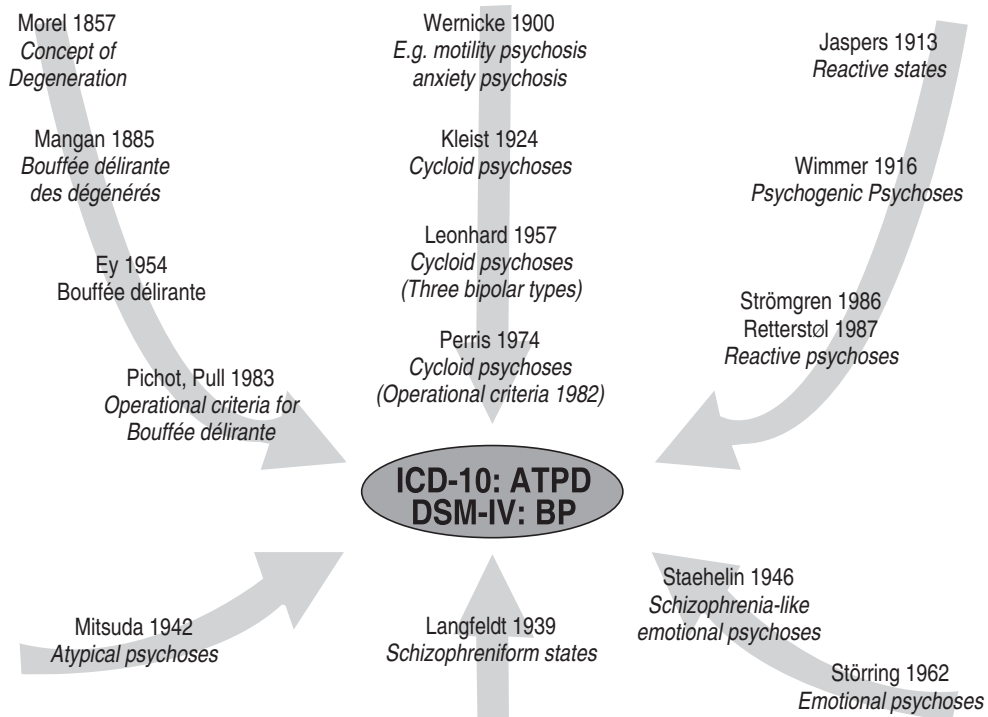 Morel 1857
Concept of
Degeneration
Mangan 1885
Bouffée délirante
des dégénérés
Ey 1954
Bouffée délirante
Pichot, Pull 1983
Operational criteria for
Bouffée délirante
Wernicke 1900
E.g. motility psychosis
anxiety psychosis
Kleist 1924
Cycloid psychoses
Leonhard 1957
Cycloid psychoses
(Three bipolar types)
Perris 1974
Cycloid psychoses
(Operational criteria 1982)
Jaspers 1913
Reactive states
Wimmer 1916
Psychogenic Psychoses
Strömgren 1986
Retterstøl 1987
Reactive psychoses
ICD-10: ATPD
DSM-IV: BP
Mitsuda 1942
Atypical psychoses
Langfeldt 1939
Schizophreniform states
Staehelin 1946
Schizophrenia-like
emotional psychoses
Störring 1962
Emotional psychoses